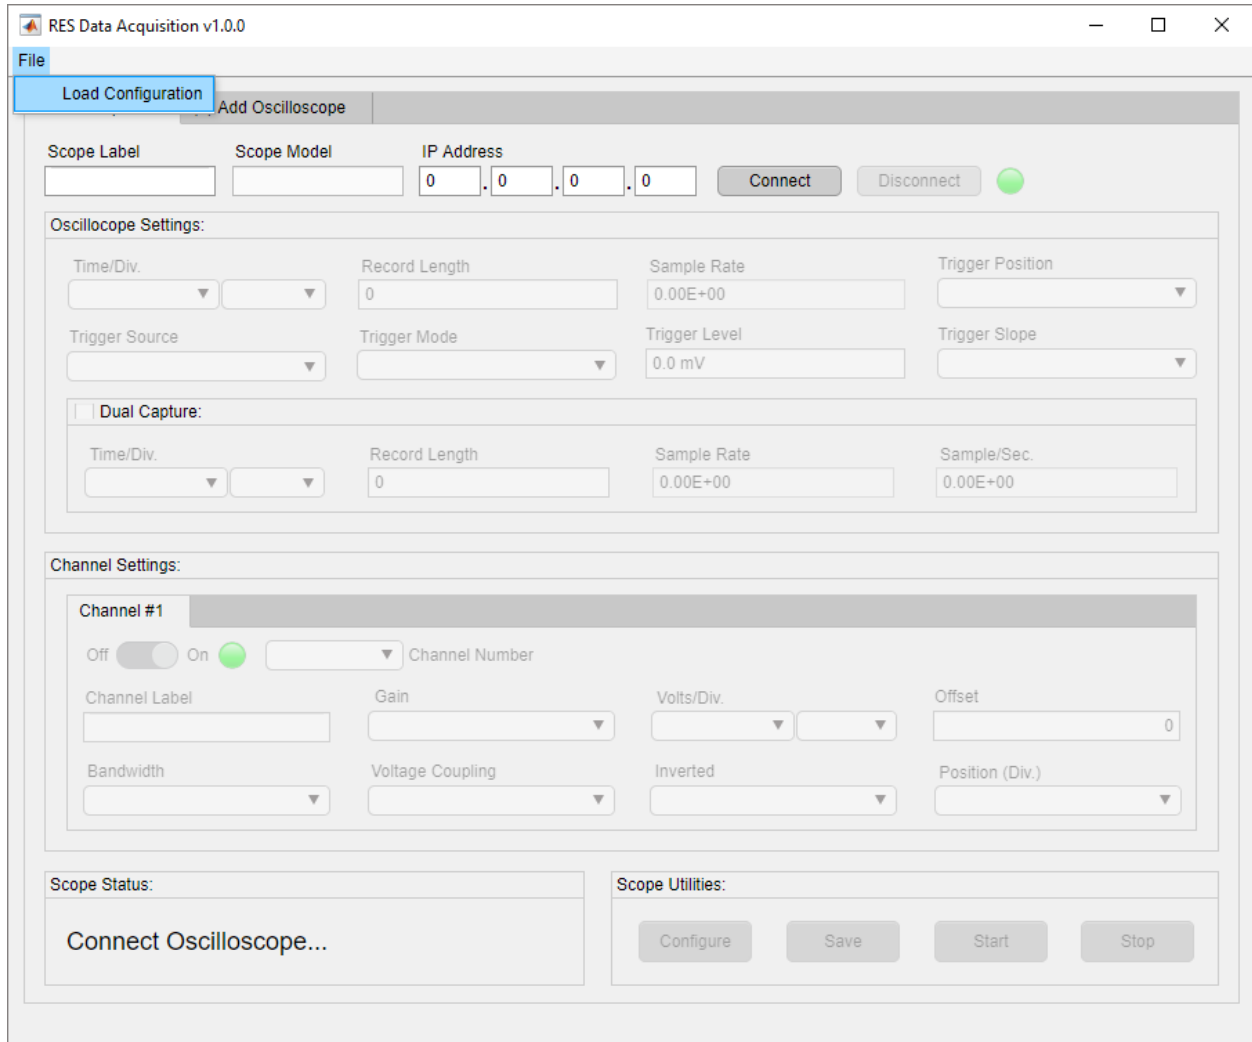 RES Data Acquisition v1.0.0
File
Load Configuration
Add Oscilloscope
Scope Label Scope Model IP Address
0 . 0 . 0 . 0 Connect Disconnect
Oscillocope Settings:
Time/Div. Record Length Sample Rate Trigger Position
0 0.00E+00
Trigger Source Trigger Mode Trigger Level Trigger Slope
0.0 mV
Dual Capture:
Time/Div. Record Length Sample Rate Sample/Sec.
0 0.00E+00 0.00E+00
Channel Settings:
Channel #1
Off On Channel Number
Channel Label Gain Volts/Div. Offset
0
Bandwidth Voltage Coupling Inverted Position (Div.)
Scope Status: Scope Utilities:
Connect Oscilloscope... Configure Save Start Stop